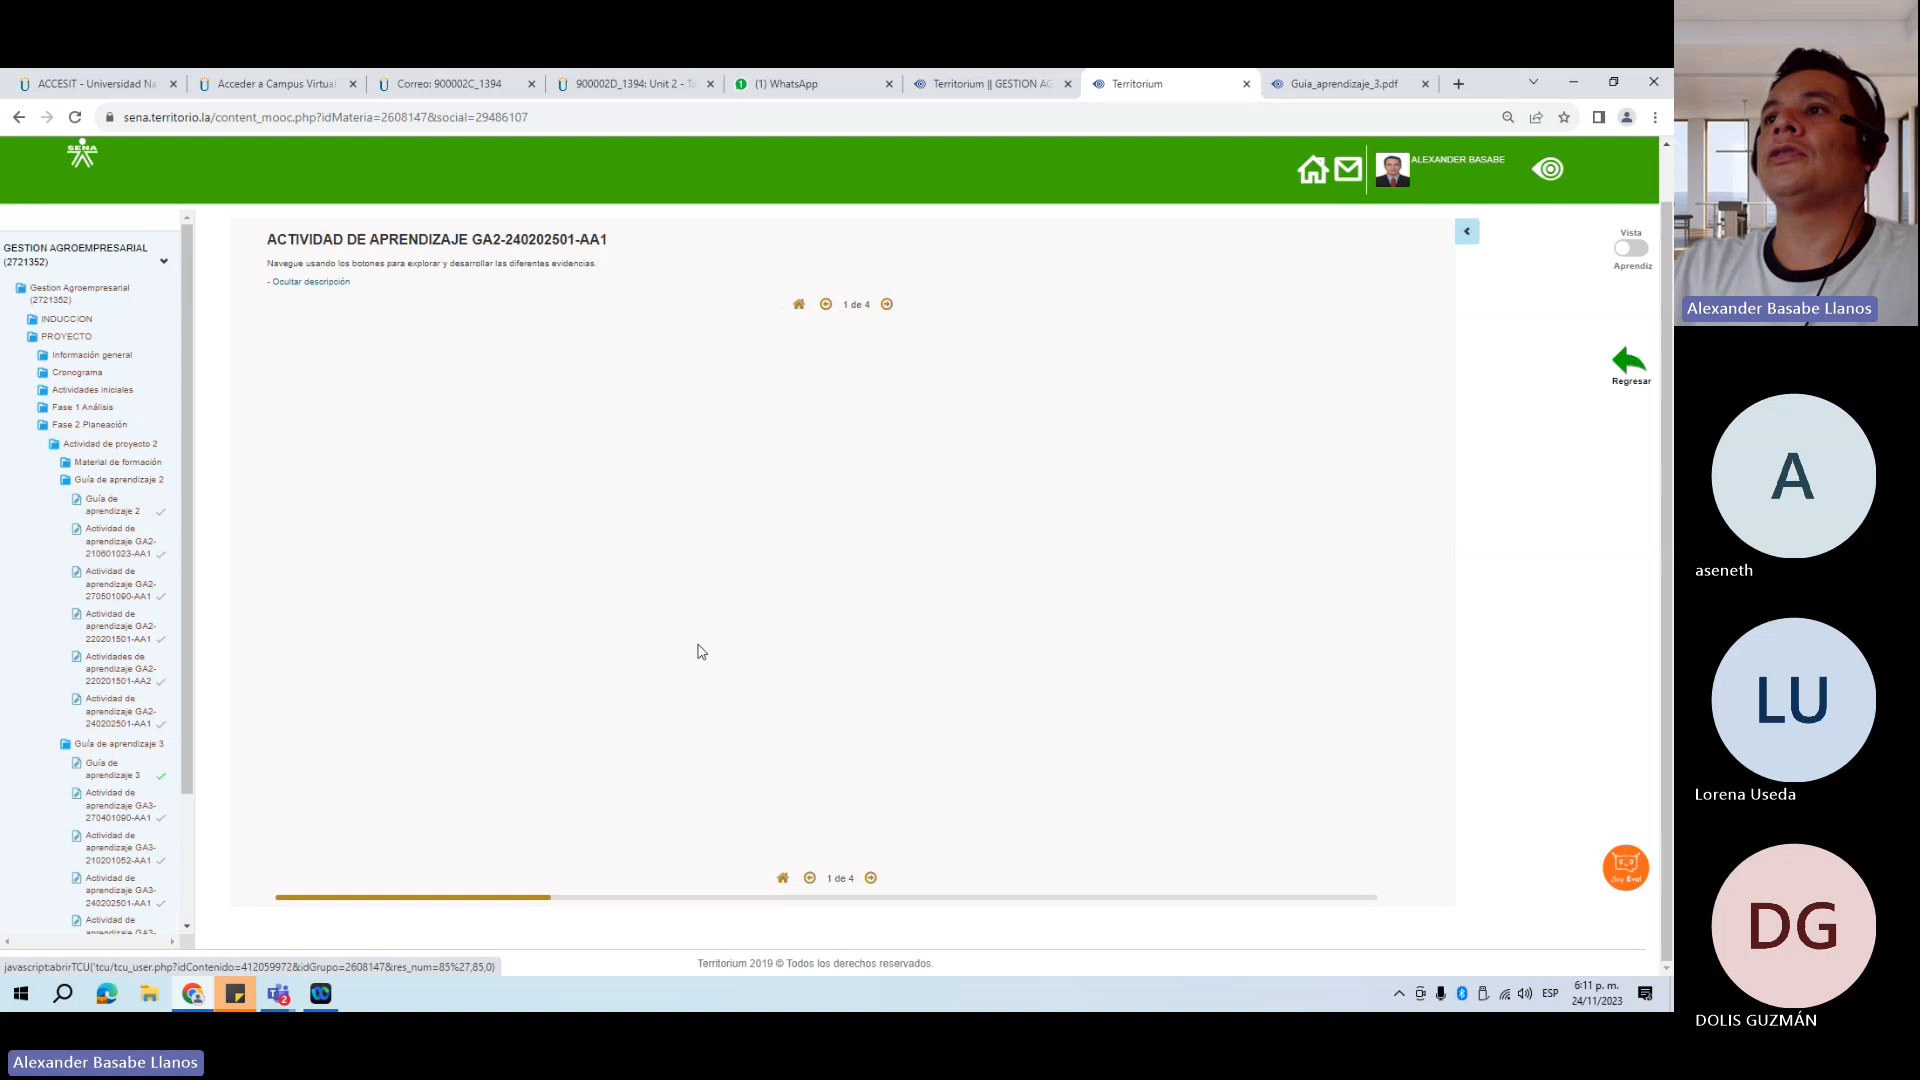 ACCESIT - Universidad Na
Acceder a Campus Virtual
Correo: 900002C_1394
900002D_1394: Unit 2 - Ta
(1) WhatsApp
Territorium || GESTION AG
Territorium
Guia_aprendizaje_3.pdf
sena.territorio.la/content_mooc.php?idMateria=2608147&social=29486107
SENA
ALEXANDER BASABE
GESTION AGROEMPRESARIAL
(2721352)
Gestion Agroempresarial
(2721352)
INDUCCION
PROYECTO
Información general
Cronograma
Actividades iniciales
Fase 1 Análisis
Fase 2 Planeación
Actividad de proyecto 2
Material de formación
Guía de aprendizaje 2
Guía de
aprendizaje 2
Actividad de
aprendizaje GA2-
210601023-AA1
Actividad de
aprendizaje GA2-
270501090-AA1
Actividad de
aprendizaje GA2-
220201501-AA1
Actividades de
aprendizaje GA2-
220201501-AA2
Actividad de
aprendizaje GA2-
240202501-AA1
Guía de aprendizaje 3
Guía de
aprendizaje 3
Actividad de
aprendizaje GA3-
270401090-AA1
Actividad de
aprendizaje GA3-
210201052-AA1
Actividad de
aprendizaje GA3-
240202501-AA1
Actividad de
aprendizaje GA3-
ACTIVIDAD DE APRENDIZAJE GA2-240202501-AA1
Navegue usando los botones para explorar y desarrollar las diferentes evidencias.
- Ocultar descripción
1 de 4
1 de 4
Vista
Aprendiz
Regresar
¡Soy Eva!
javascript:abrirTCU('tcu/tcu_user.php?idContenido=412059972&idGrupo=2608147&res_num=85%27,85,0)
Territorium 2019 © Todos los derechos reservados.
2
ESP
6:11 p. m.
24/11/2023
Alexander Basabe Llanos
Alexander Basabe Llanos
A
aseneth
LU
Lorena Useda
DG
DOLIS GUZMÁN